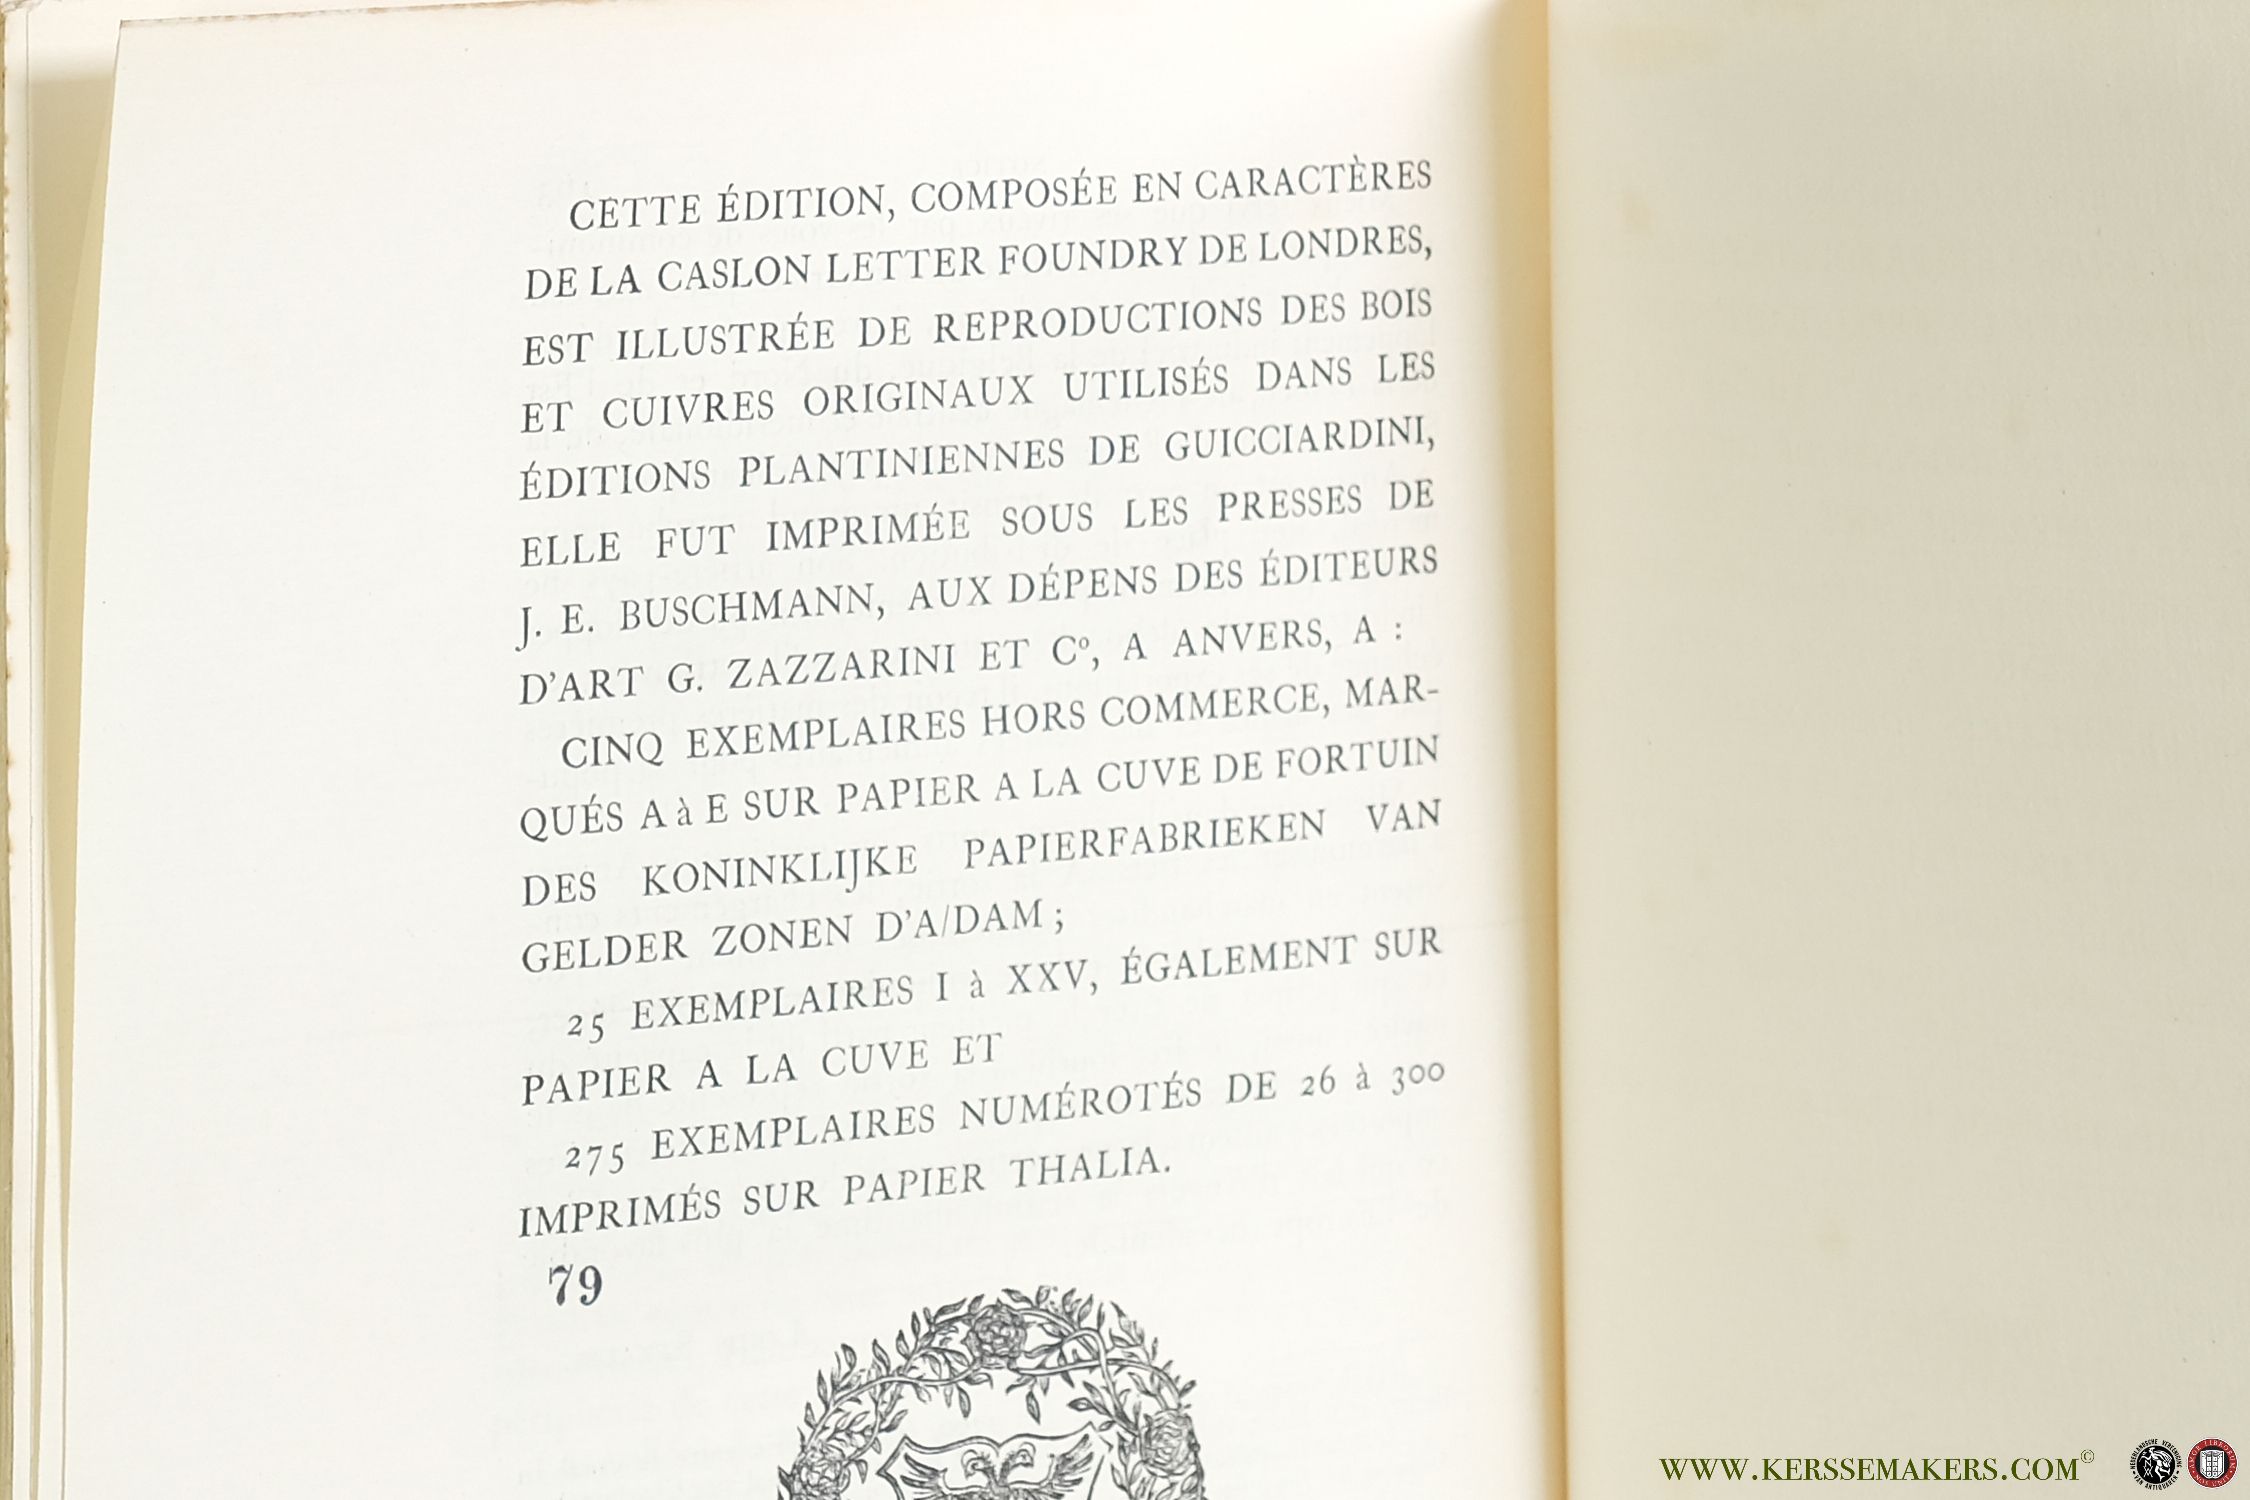 CETTE ÉDITION, COMPOSÉE EN CARACTÈRES
DE LA CASLON LETTER FOUNDRY DE LONDRES,
EST ILLUSTRÉE DE REPRODUCTIONS DES BOIS
ET CUIVRES ORIGINAUX UTILISÉS DANS LES
ÉDITIONS PLANTINIENNES DE GUICCIARDINI,
ELLE FUT IMPRIMÉE SOUS LES PRESSES DE
J. E. BUSCHMANN, AUX DÉPENS DES ÉDITEURS
D'ART G. ZAZZARINI ET Cº, A ANVERS, A :
CINQ EXEMPLAIRES HORS COMMERCE, MAR-
QUÉS A à E SUR PAPIER A LA CUVE DE FORTUIN
DES KONINKLIJKE PAPIERFABRIEKEN VAN
GELDER ZONEN D'A/DAM ;
25 EXEMPLAIRES I à XXV, ÉGALEMENT SUR
PAPIER A LA CUVE ET
275 EXEMPLAIRES NUMÉROTÉS DE 26 à 300
IMPRIMÉS SUR PAPIER THALIA.
79
WWW.KERSSEMAKERS.COM©